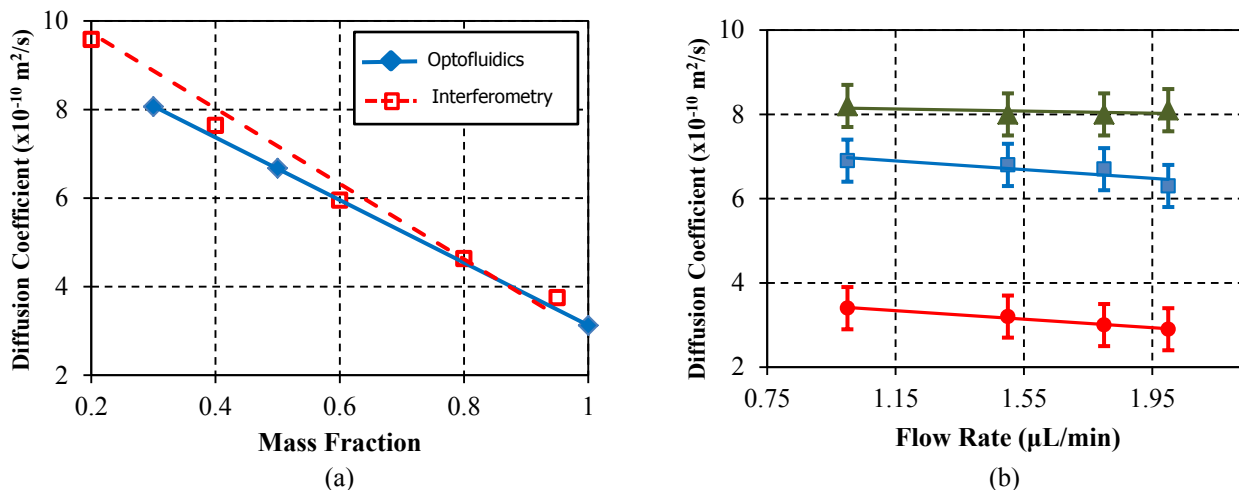 Diffusion Coefficient (x10⁻¹⁰ m²/s)
10
8
6
4
2
0.2
0.4
0.6
0.8
1
Optofluidics
Interferometry
Mass Fraction
(a)
Diffusion Coefficient (x10⁻¹⁰ m²/s)
10
8
6
4
2
0.75
1.15
1.55
1.95
Flow Rate (µL/min)
(b)